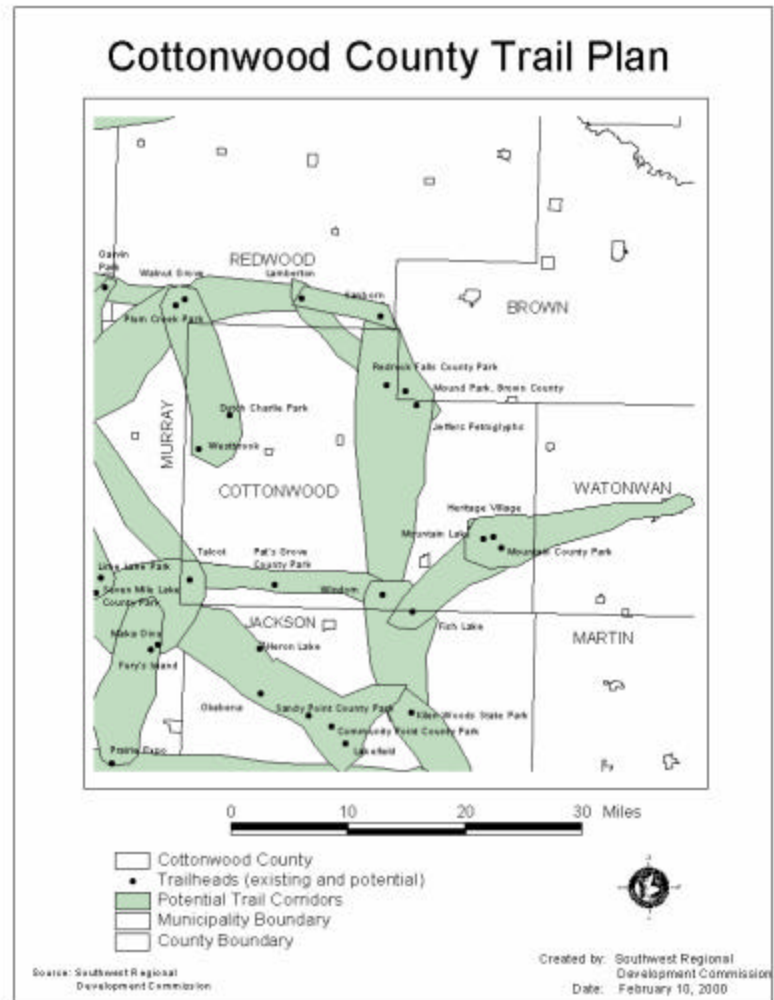 Cottonwood County Trail Plan
Garvin
Park
Walnut Grove
REDWOOD
Lamberton
Sanborn
BROWN
Plum Creek Park
Redrock Falls County Park
Mound Park, Brown County
Dutch Charlie Park
Jeffers Petroglyphs
MURRAY
Westbrook
COTTONWOOD
WATONWAN
Heritage Village
Mountain Lake
Mountain County Park
Talcot
Pat's Grove
County Park
Lime Lake Park
Seven Mile Lake
County Park
Windom
JACKSON
Fish Lake
MARTIN
Heron Lake
Fury's Island
Okabena
Sandy Point County Park
Kilen Woods State Park
Community Point County Park
Lakefield
Prairie Expo
0 10 20 30 Miles
Cottonwood County
Trailheads (existing and potential)
Potential Trail Corridors
Municipality Boundary
County Boundary
Source: Southwest Regional
Development Commission
Created by: Southwest Regional
Development Commission
Date: February 10, 2000